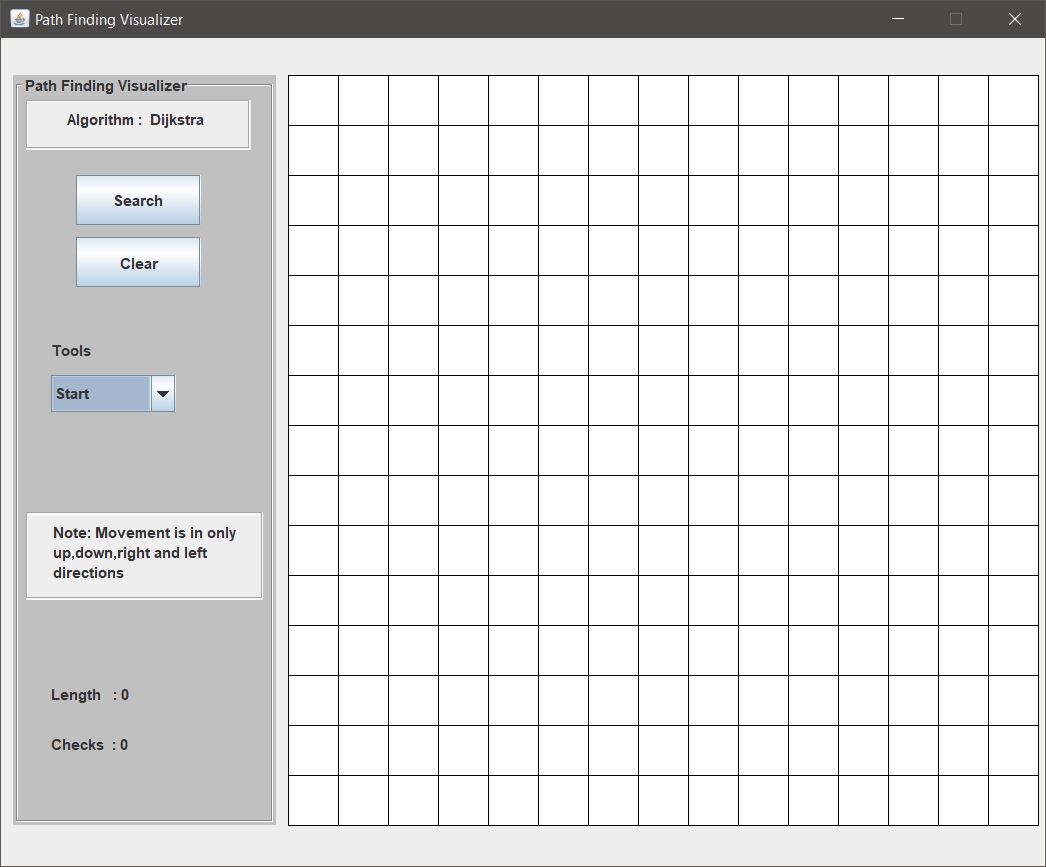 Path Finding Visualizer
Path Finding Visualizer
Algorithm :  Dijkstra
Search
Clear
Tools
Start
Note: Movement is in only
up,down,right and left
directions
Length   : 0
Checks  : 0